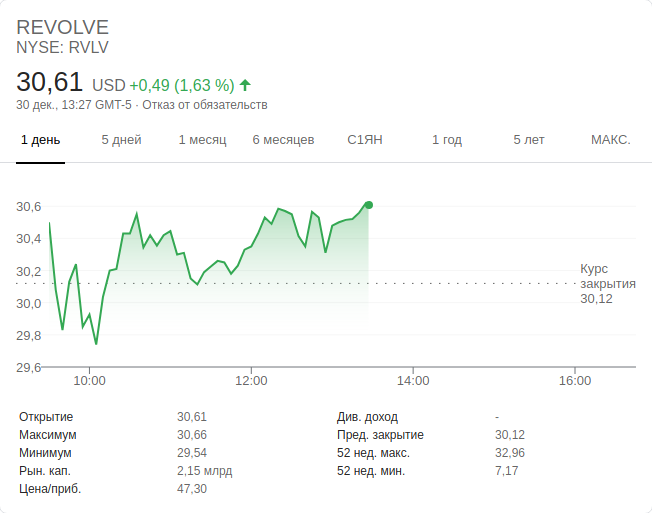 REVOLVE
NYSE: RVLV
30,61 USD +0,49 (1,63 %)
30 дек., 13:27 GMT-5 · Отказ от обязательств
1 день 5 дней 1 месяц 6 месяцев С1ЯН 1 год 5 лет МАКС.
30,6
30,4
30,2
30,0
29,8
29,6
Курс
закрытия
30,12
10:00 12:00 14:00 16:00
Открытие 30,61
Максимум 30,66
Минимум 29,54
Рын. кап. 2,15 млрд
Цена/приб. 47,30
Див. доход -
Пред. закрытие 30,12
52 нед. макс. 32,96
52 нед. мин. 7,17